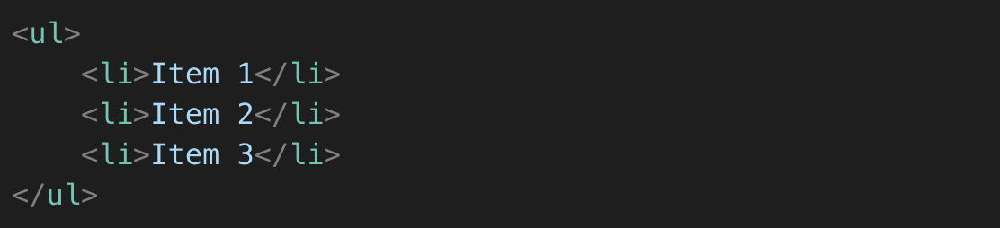 <ul>
    <li>Item 1</li>
    <li>Item 2</li>
    <li>Item 3</li>
</ul>